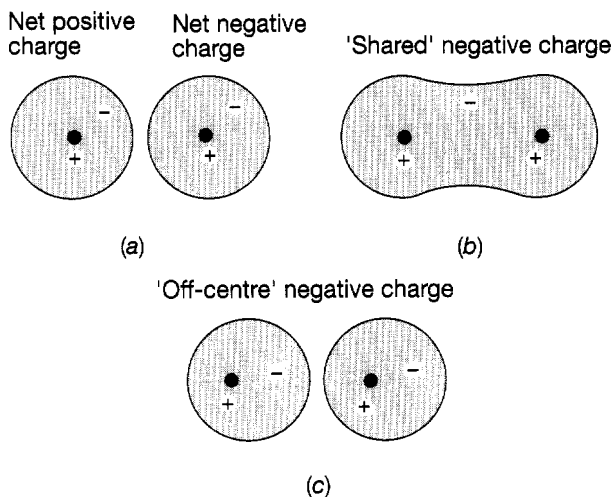 Net positive
charge
Net negative
charge
'Shared' negative charge
− − −
+ + + +
(a)
(b)
'Off-centre' negative charge
− −
+ +
(c)